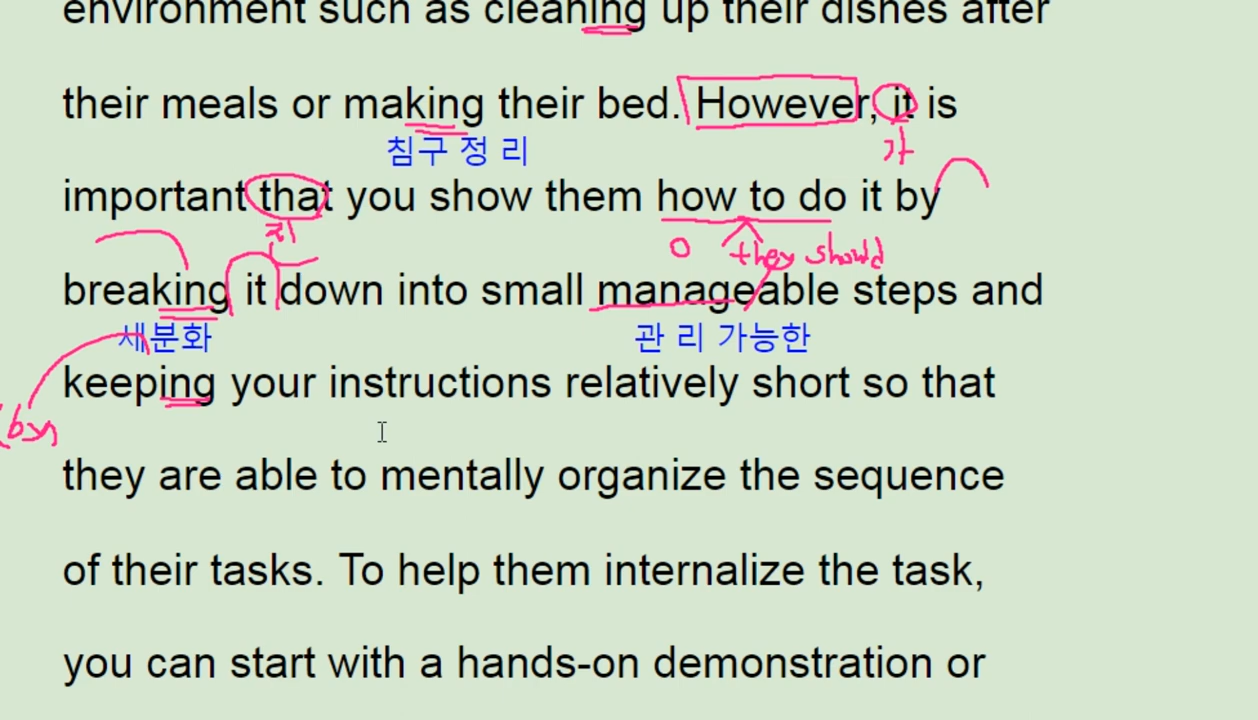 environment such as cleaning up their dishes after
their meals or making their bed. However, it is
침구 정 리
가
important that you show them how to do it by
지
o they should
breaking it down into small manageable steps and
세분화
관 리 가능한
keeping your instructions relatively short so that
(by)
they are able to mentally organize the sequence
of their tasks. To help them internalize the task,
you can start with a hands-on demonstration or